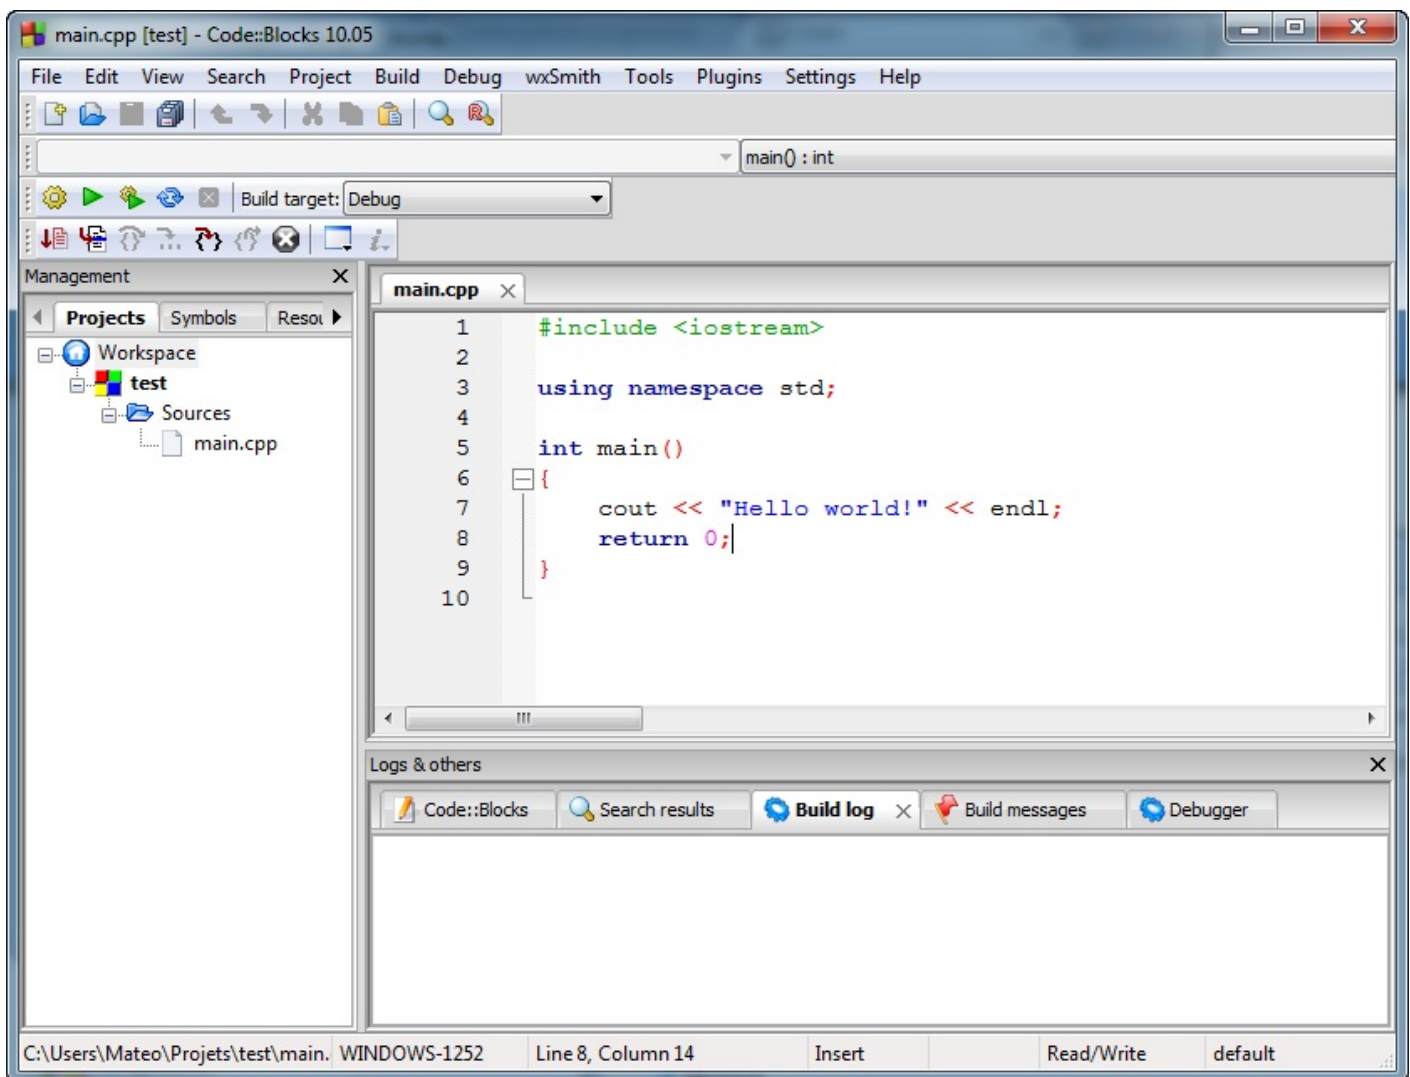 main.cpp [test] - Code::Blocks 10.05
File Edit View Search Project Build Debug wxSmith Tools Plugins Settings Help
main() : int
Build target: Debug
Management
Projects Symbols Resou
Workspace
test
Sources
main.cpp
main.cpp
1 #include <iostream>
2
3 using namespace std;
4
5 int main()
6 {
7 cout << "Hello world!" << endl;
8 return 0;
9 }
10
Logs & others
Code::Blocks Search results Build log Build messages Debugger
C:\Users\Mateo\Projets\test\main. WINDOWS-1252 Line 8, Column 14 Insert Read/Write default